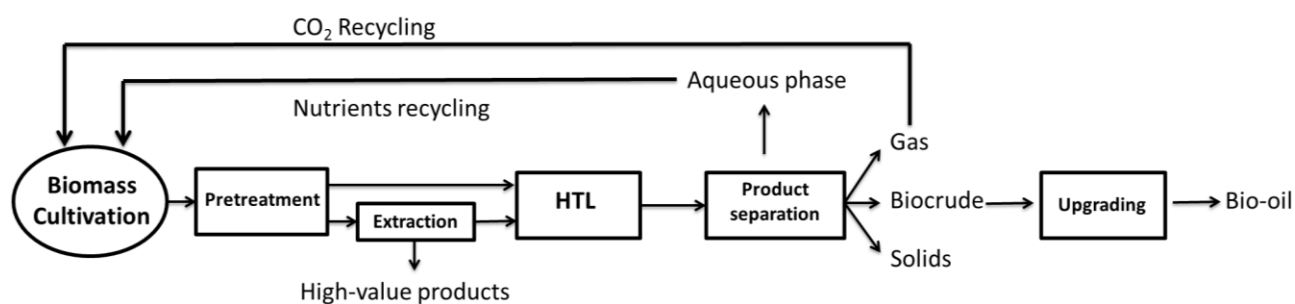 CO₂ Recycling
Aqueous phase
Nutrients recycling
Gas
Biomass
Cultivation
Pretreatment
Extraction
HTL
Product
separation
Biocrude
Upgrading
Bio-oil
Solids
High-value products